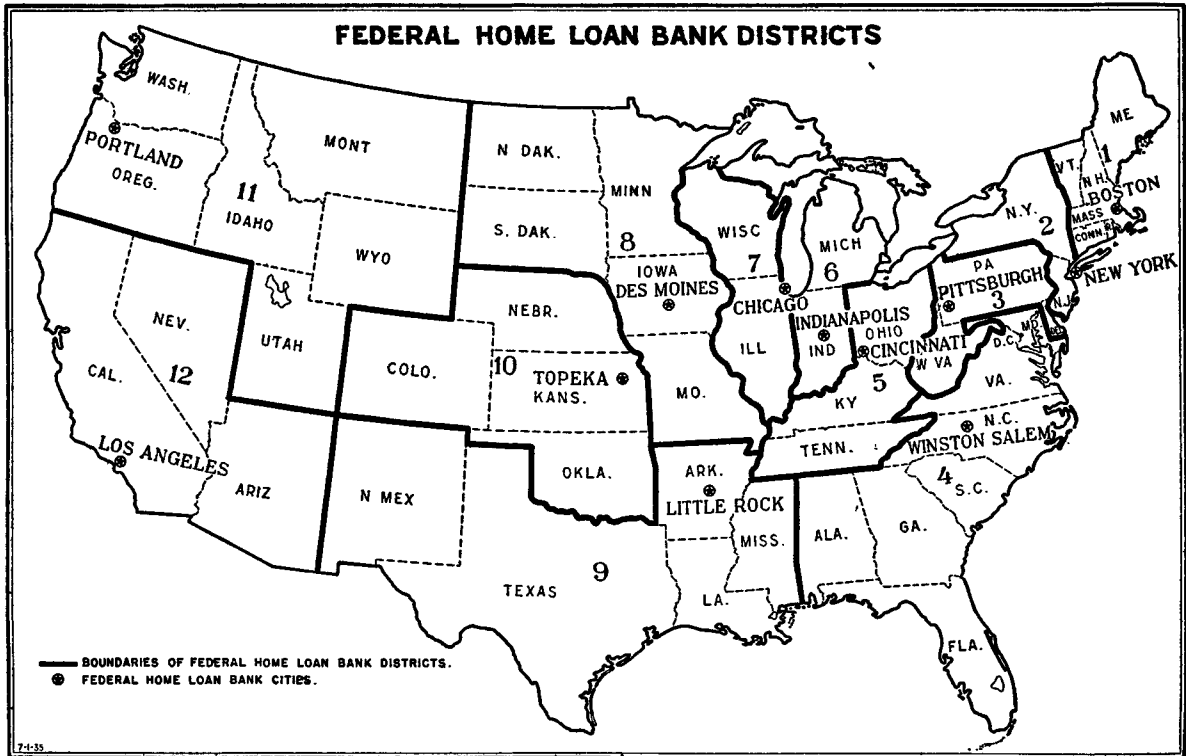 FEDERAL HOME LOAN BANK DISTRICTS
WASH.
PORTLAND
OREG.
MONT
11
IDAHO
WYO
N DAK.
S. DAK.
MINN
8
IOWA
DES MOINES
WISC
7
CHICAGO
ILL
MICH
6
INDIANAPOLIS
IND
OHIO
CINCINNATI
5
KY
W VA
TENN.
ME
1
VT.
N.H.
BOSTON
MASS
CONN.
R.I.
N.Y.
2
NEW YORK
PA
PITTSBURGH
3
N.J.
DEL
MD.
D.C.
VA.
N.C.
WINSTON SALEM
4
S.C.
GA.
ALA.
FLA.
NEV.
CAL.
12
LOS ANGELES
ARIZ
UTAH
COLO.
NEBR.
10
TOPEKA
KANS.
MO.
OKLA.
N MEX
TEXAS
9
ARK.
LITTLE ROCK
MISS.
LA.
BOUNDARIES OF FEDERAL HOME LOAN BANK DISTRICTS.
FEDERAL HOME LOAN BANK CITIES.
7-1-35